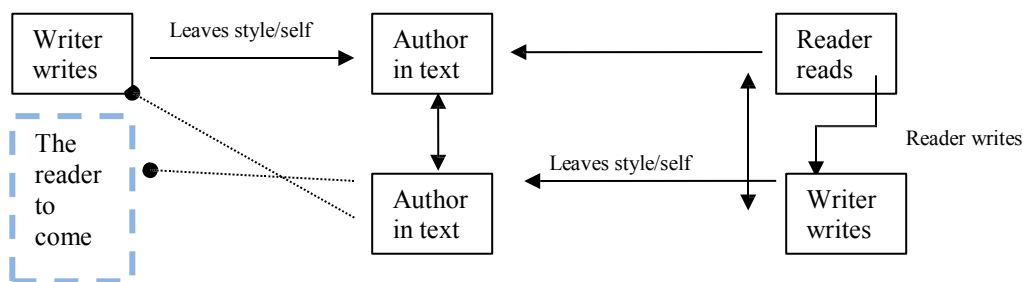 Writer
writes
Leaves style/self
Author
in text
Reader
reads
The
reader
to
come
Reader writes
Leaves style/self
Author
in text
Writer
writes